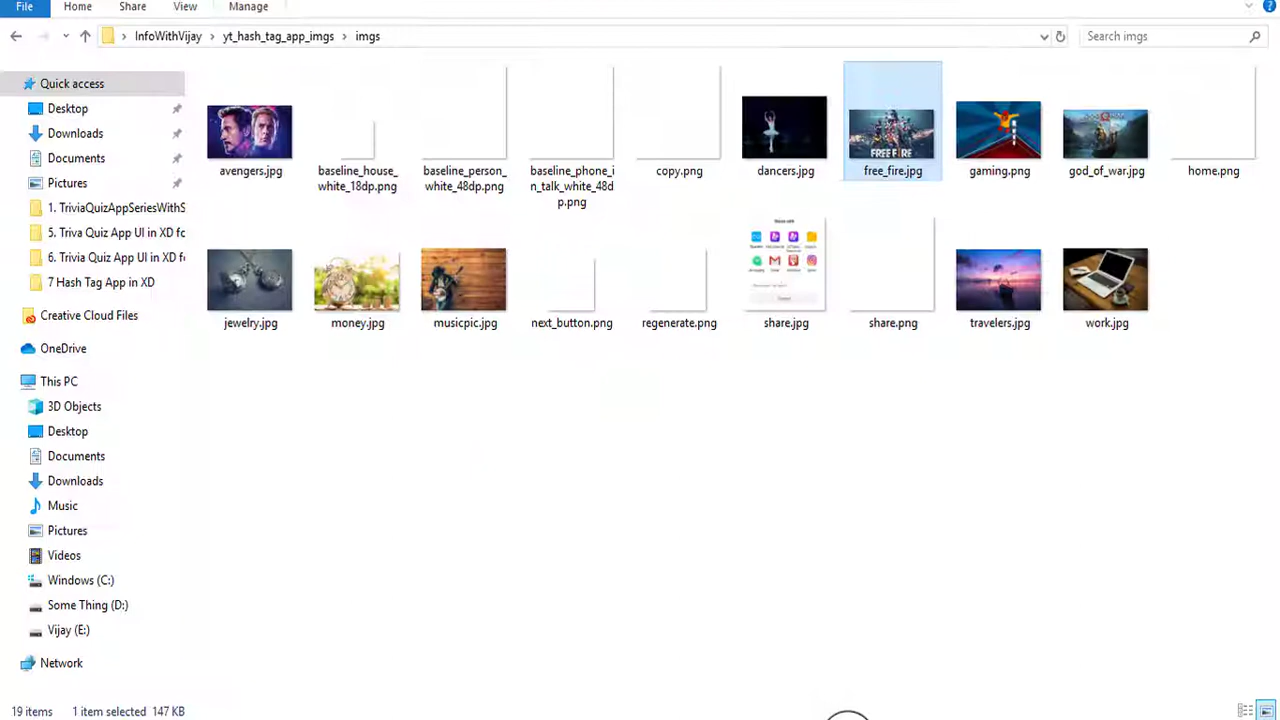 File Home Share View Manage
InfoWithVijay yt_hash_tag_app_imgs imgs
Search imgs
Quick access
Desktop
Downloads
Documents
Pictures
1. TriviaQuizAppSeriesWithS
5. Triva Quiz App UI in XD fc
6. Trivia Quiz App UI in XD fc
7 Hash Tag App in XD
Creative Cloud Files
OneDrive
This PC
3D Objects
Desktop
Documents
Downloads
Music
Pictures
Videos
Windows (C:)
Some Thing (D:)
Vijay (E:)
Network
avengers.jpg
baseline_house_
white_18dp.png
baseline_person_
white_48dp.png
baseline_phone_i
n_talk_white_48d
p.png
copy.png
dancers.jpg
FREE FIRE
free_fire.jpg
gaming.png
god_of_war.jpg
home.png
jewelry.jpg
money.jpg
musicpic.jpg
next_button.png
regenerate.png
share.jpg
share.png
travelers.jpg
work.jpg
19 items 1 item selected 147 KB